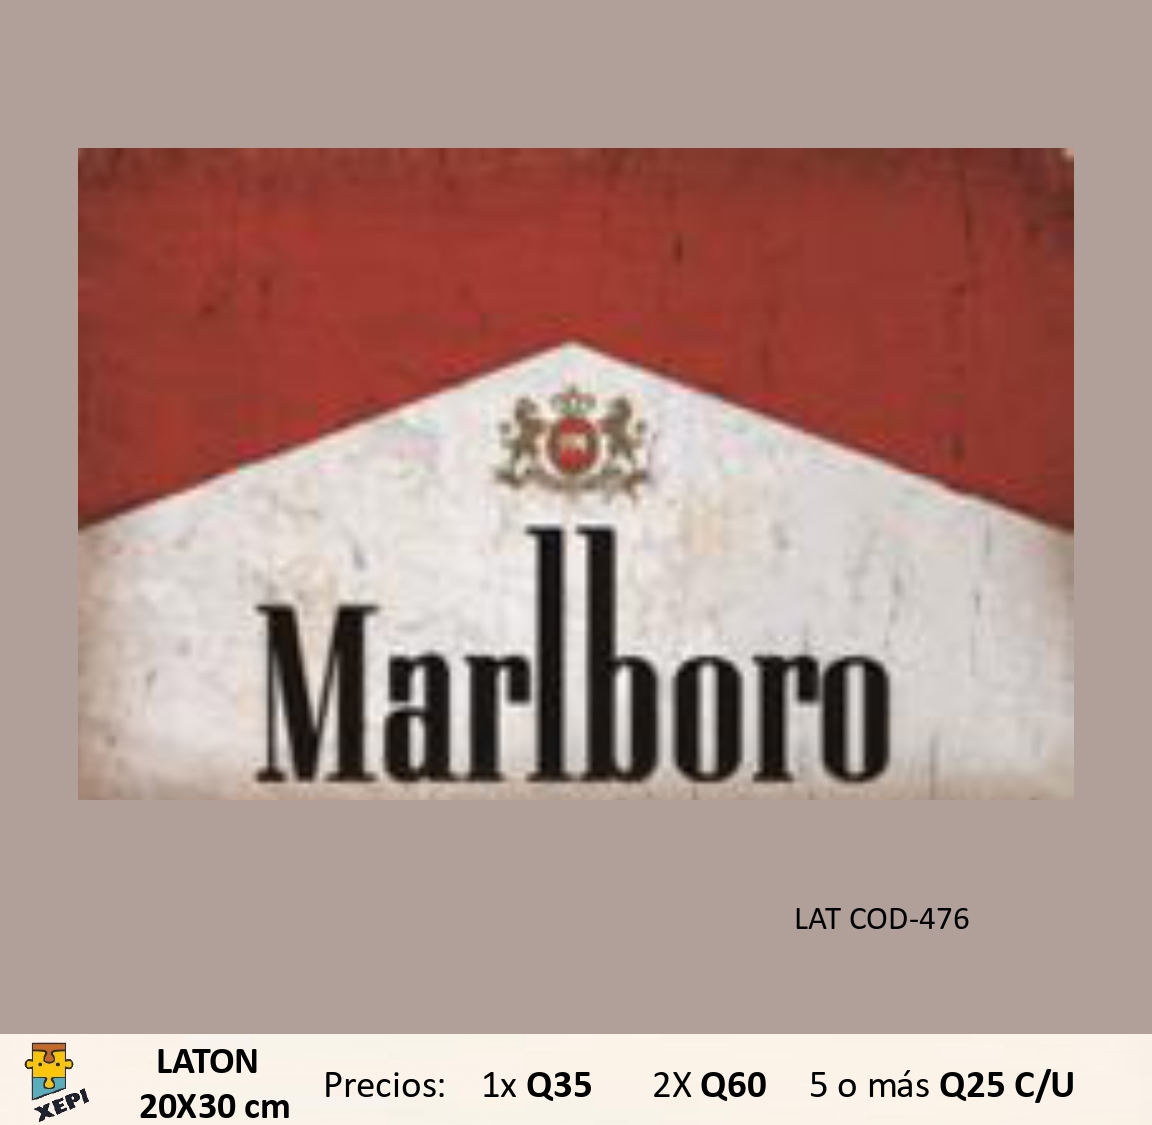 Marlboro
LAT COD-476
XEPI
LATON
20X30 cm
Precios: 1x Q35 2X Q60 5 o más Q25 C/U